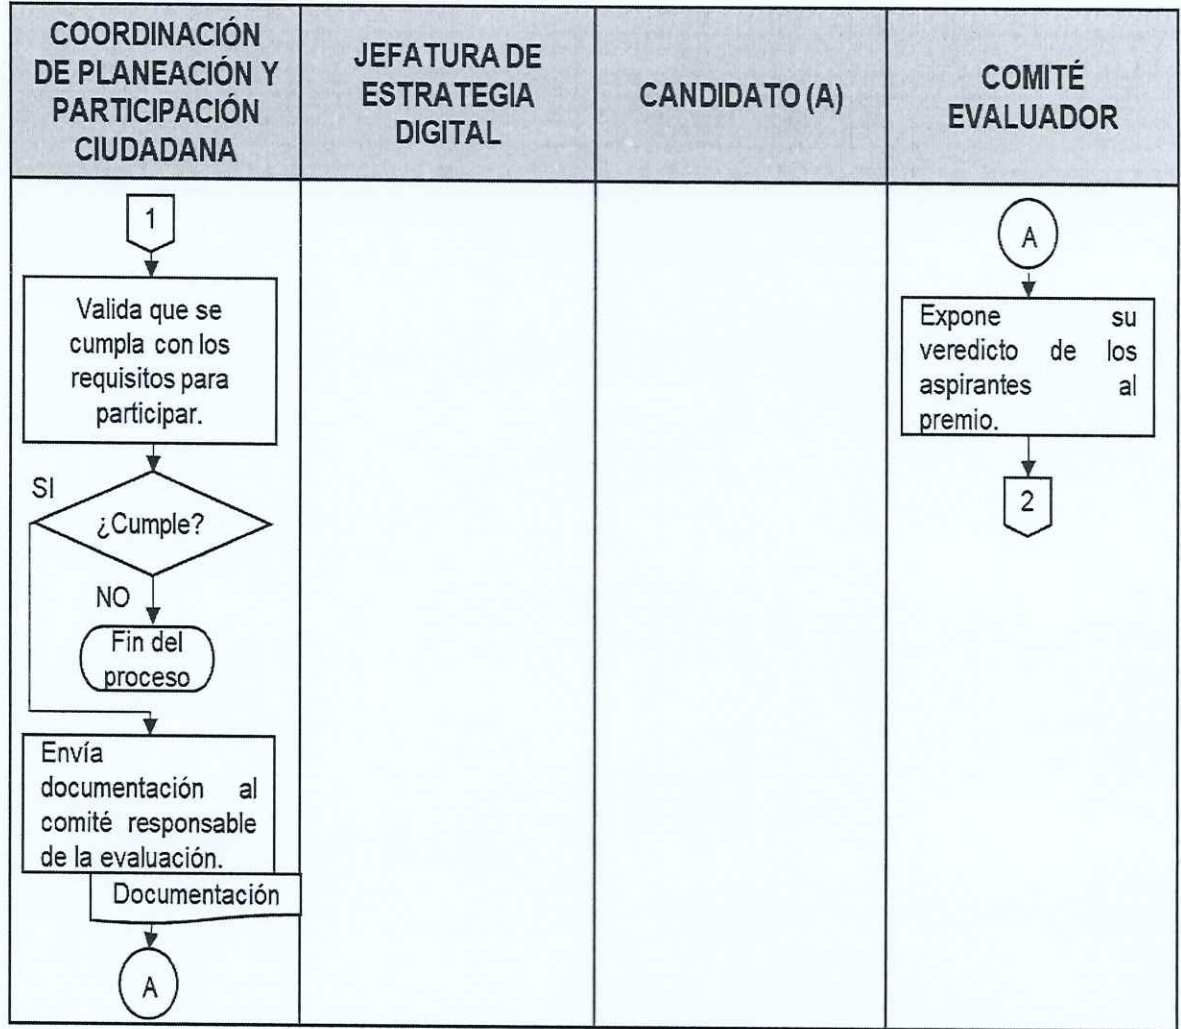 COORDINACIÓN
DE PLANEACIÓN Y
PARTICIPACIÓN
CIUDADANA
JEFATURA DE
ESTRATEGIA
DIGITAL
CANDIDATO (A)
COMITÉ
EVALUADOR
1
Valida que se
cumpla con los
requisitos para
participar.
SI
¿Cumple?
NO
Fin del
proceso
Envía
documentación al
comité responsable
de la evaluación.
Documentación
A
A
Expone su
veredicto de los
aspirantes al
premio.
2